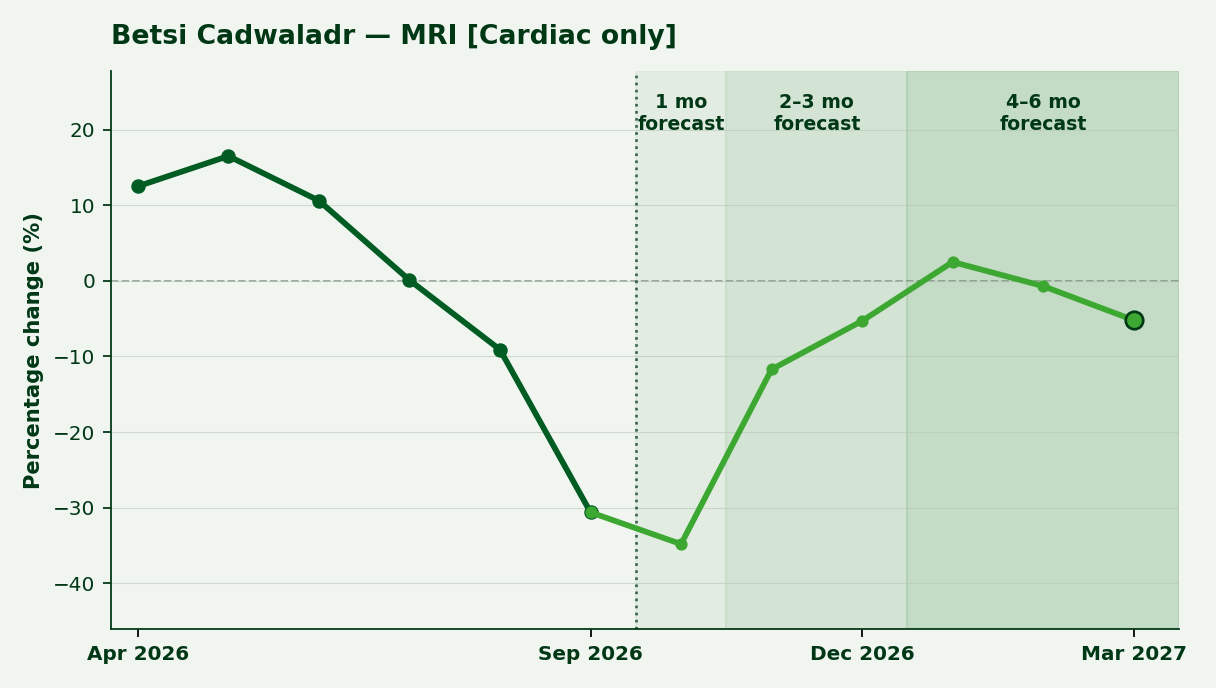 Betsi Cadwaladr — MRI [Cardiac only]
1 mo
forecast
2–3 mo
forecast
4–6 mo
forecast
Percentage change (%)
20
10
0
−10
−20
−30
−40
Apr 2026
Sep 2026
Dec 2026
Mar 2027